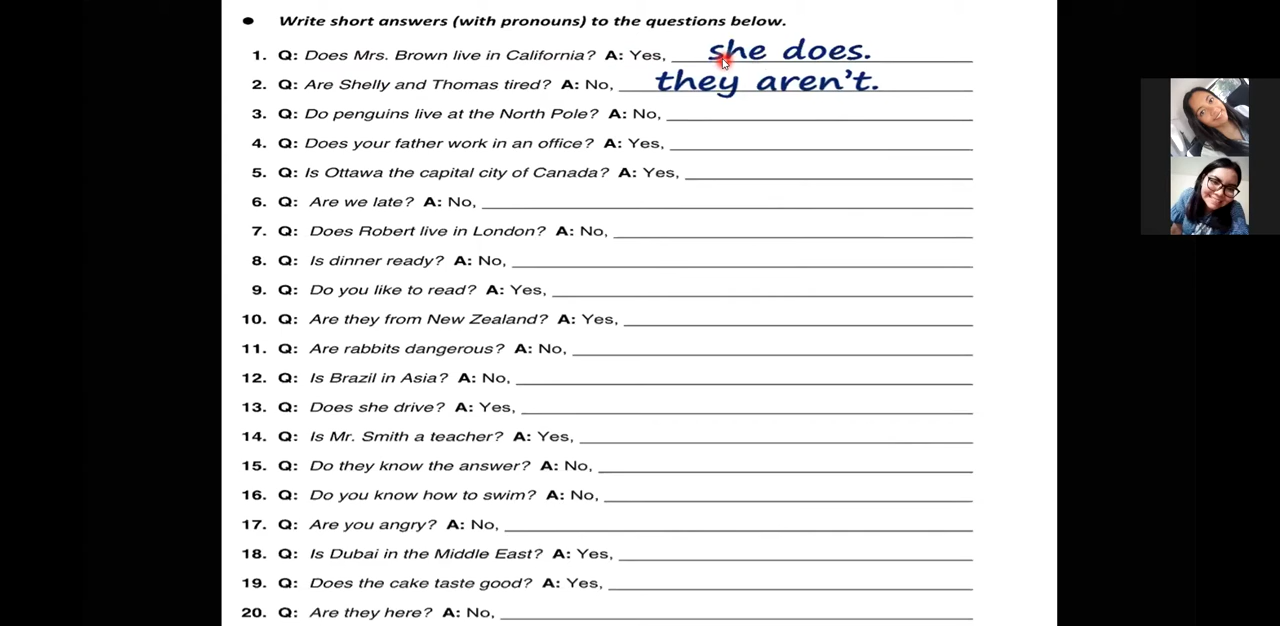 ● Write short answers (with pronouns) to the questions below.
1. Q: Does Mrs. Brown live in California? A: Yes, she does.
2. Q: Are Shelly and Thomas tired? A: No, they aren't.
3. Q: Do penguins live at the North Pole? A: No,
4. Q: Does your father work in an office? A: Yes,
5. Q: Is Ottawa the capital city of Canada? A: Yes,
6. Q: Are we late? A: No,
7. Q: Does Robert live in London? A: No,
8. Q: Is dinner ready? A: No,
9. Q: Do you like to read? A: Yes,
10. Q: Are they from New Zealand? A: Yes,
11. Q: Are rabbits dangerous? A: No,
12. Q: Is Brazil in Asia? A: No,
13. Q: Does she drive? A: Yes,
14. Q: Is Mr. Smith a teacher? A: Yes,
15. Q: Do they know the answer? A: No,
16. Q: Do you know how to swim? A: No,
17. Q: Are you angry? A: No,
18. Q: Is Dubai in the Middle East? A: Yes,
19. Q: Does the cake taste good? A: Yes,
20. Q: Are they here? A: No,